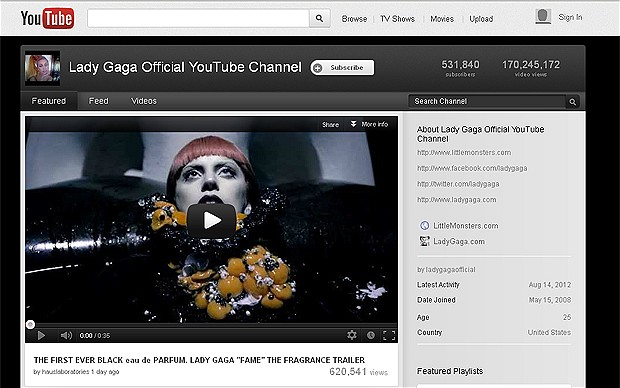 YouTube
Browse | TV Shows | Movies | Upload
Sign In
Lady Gaga Official YouTube Channel
Subscribe
531,840
subscribers
170,245,172
video views
Featured
Feed
Videos
Search Channel
Share
More info
0:00 / 0:35
THE FIRST EVER BLACK eau de PARFUM. LADY GAGA "FAME" THE FRAGRANCE TRAILER
by hauslaboratories 1 day ago
620,541 views
About Lady Gaga Official YouTube
Channel
http://www.littlemonsters.com
http://www.facebook.com/ladygaga
http://twitter.com/ladygaga
http://www.ladygaga.com
LittleMonsters.com
LadyGaga.com
by ladygagaofficial
Latest Activity Aug 14, 2012
Date Joined May 15, 2008
Age 25
Country United States
Featured Playlists